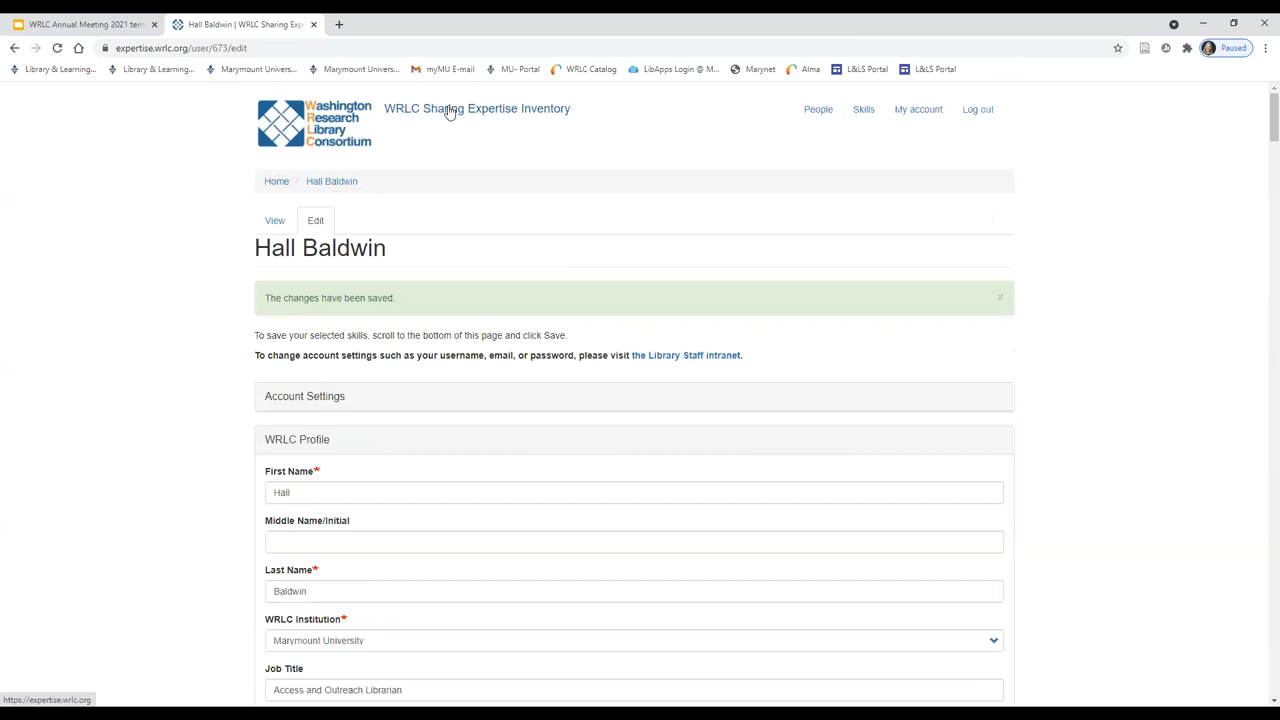 WRLC Annual Meeting 2021 tem
Hall Baldwin | WRLC Sharing Exp
expertise.wrlc.org/user/673/edit
Paused
Library & Learning...
Library & Learning...
Marymount Univers...
Marymount Univers...
myMU E-mail
MU- Portal
WRLC Catalog
LibApps Login @ M...
Marynet
Alma
L&LS Portal
L&LS Portal
Washington
Research
Library
Consortium
WRLC Sharing Expertise Inventory
People
Skills
My account
Log out
Home / Hall Baldwin
View
Edit
Hall Baldwin
The changes have been saved.
×
To save your selected skills, scroll to the bottom of this page and click Save.
To change account settings such as your username, email, or password, please visit the Library Staff intranet.
Account Settings
WRLC Profile
First Name*
Hall
Middle Name/Initial
Last Name*
Baldwin
WRLC Institution*
Marymount University
Job Title
Access and Outreach Librarian
https://expertise.wrlc.org